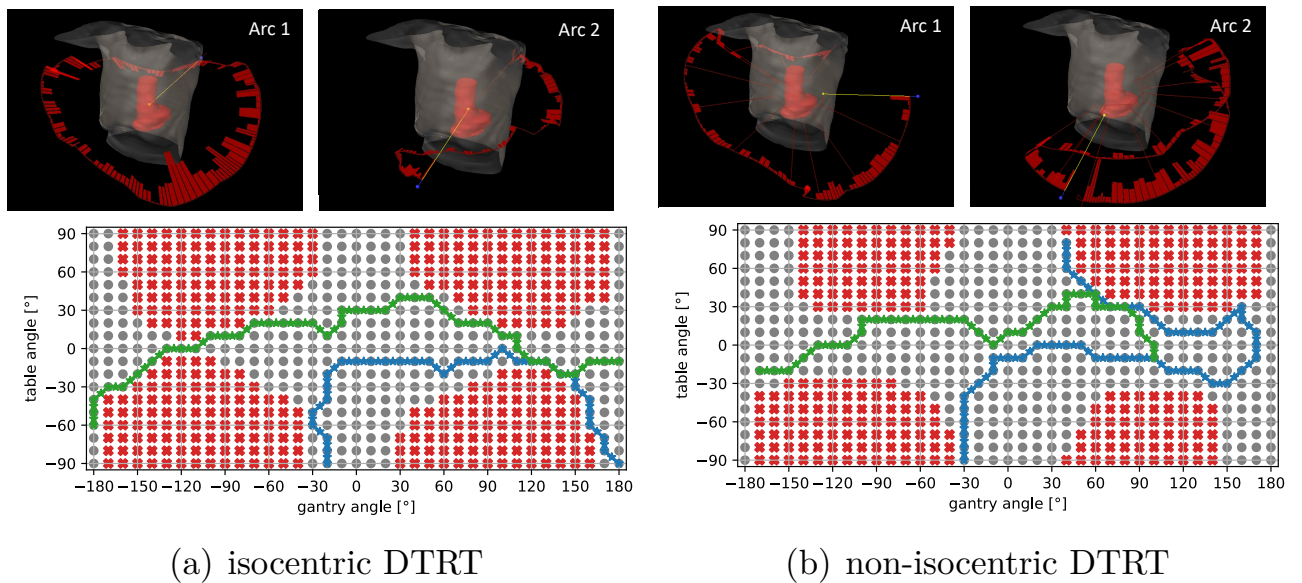 Arc 1
Arc 2
Arc 1
Arc 2
90
60
30
0
−30
−60
−90
table angle [°]
−180 −150 −120 −90 −60 −30 0 30 60 90 120 150 180
gantry angle [°]
90
60
30
0
−30
−60
−90
table angle [°]
−180 −150 −120 −90 −60 −30 0 30 60 90 120 150 180
gantry angle [°]
(a) isocentric DTRT
(b) non-isocentric DTRT